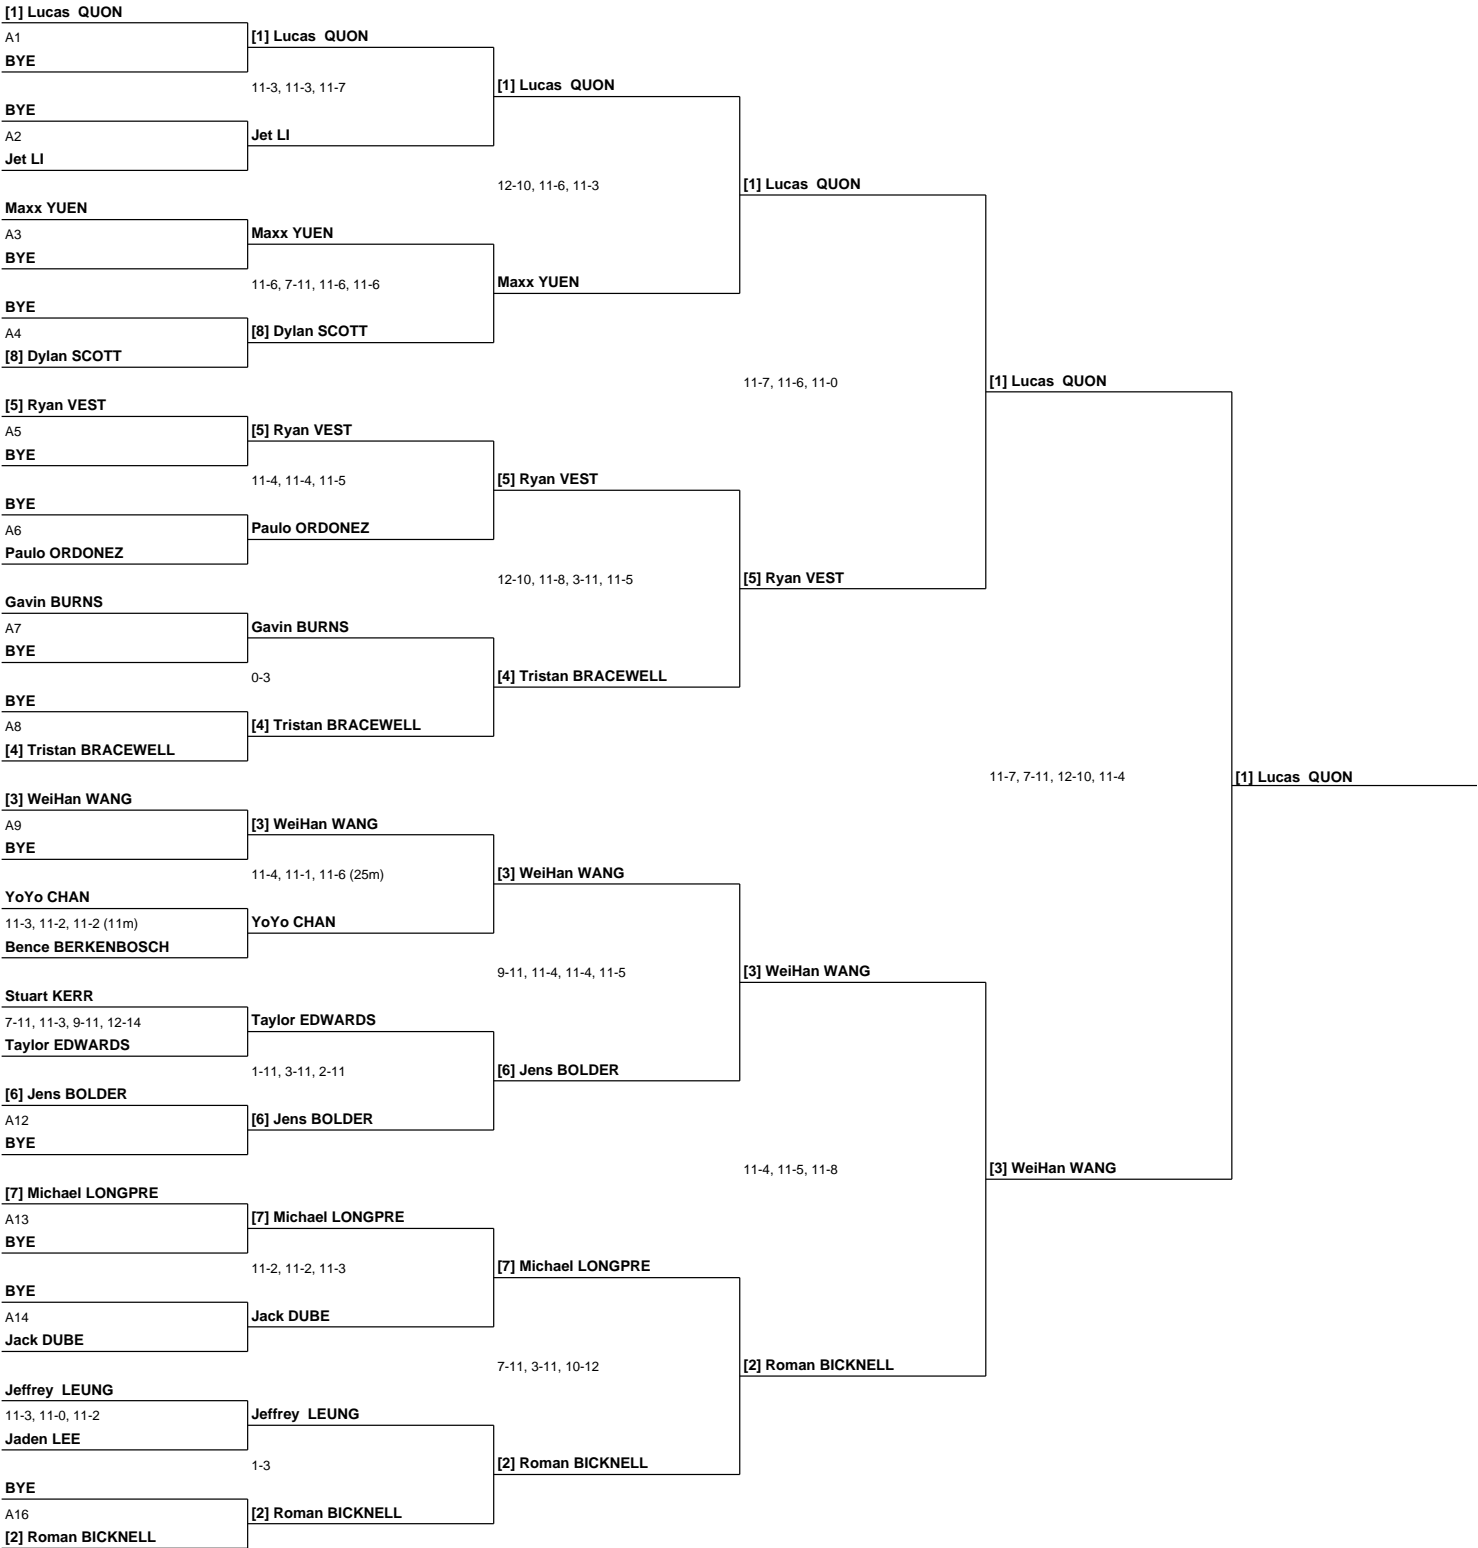 [1] Lucas  QUON
A1
BYE
BYE
A2
Jet LI
Maxx YUEN
A3
BYE
BYE
A4
[8] Dylan SCOTT
[5] Ryan VEST
A5
BYE
BYE
A6
Paulo ORDONEZ
Gavin BURNS
A7
BYE
BYE
A8
[4] Tristan BRACEWELL
[3] WeiHan WANG
A9
BYE
YoYo CHAN
11-3, 11-2, 11-2 (11m)
Bence BERKENBOSCH
Stuart KERR
7-11, 11-3, 9-11, 12-14
Taylor EDWARDS
[6] Jens BOLDER
A12
BYE
[7] Michael LONGPRE
A13
BYE
BYE
A14
Jack DUBE
Jeffrey  LEUNG
11-3, 11-0, 11-2
Jaden LEE
BYE
A16
[2] Roman BICKNELL
[1] Lucas  QUON
11-3, 11-3, 11-7
Jet LI
Maxx YUEN
11-6, 7-11, 11-6, 11-6
[8] Dylan SCOTT
[5] Ryan VEST
11-4, 11-4, 11-5
Paulo ORDONEZ
Gavin BURNS
0-3
[4] Tristan BRACEWELL
[3] WeiHan WANG
11-4, 11-1, 11-6 (25m)
YoYo CHAN
Taylor EDWARDS
1-11, 3-11, 2-11
[6] Jens BOLDER
[7] Michael LONGPRE
11-2, 11-2, 11-3
Jack DUBE
Jeffrey  LEUNG
1-3
[2] Roman BICKNELL
[1] Lucas  QUON
12-10, 11-6, 11-3
Maxx YUEN
[5] Ryan VEST
12-10, 11-8, 3-11, 11-5
[4] Tristan BRACEWELL
[3] WeiHan WANG
9-11, 11-4, 11-4, 11-5
[6] Jens BOLDER
[7] Michael LONGPRE
7-11, 3-11, 10-12
[2] Roman BICKNELL
[1] Lucas  QUON
11-7, 11-6, 11-0
[5] Ryan VEST
[3] WeiHan WANG
11-4, 11-5, 11-8
[2] Roman BICKNELL
[1] Lucas  QUON
11-7, 7-11, 12-10, 11-4
[3] WeiHan WANG
[1] Lucas  QUON